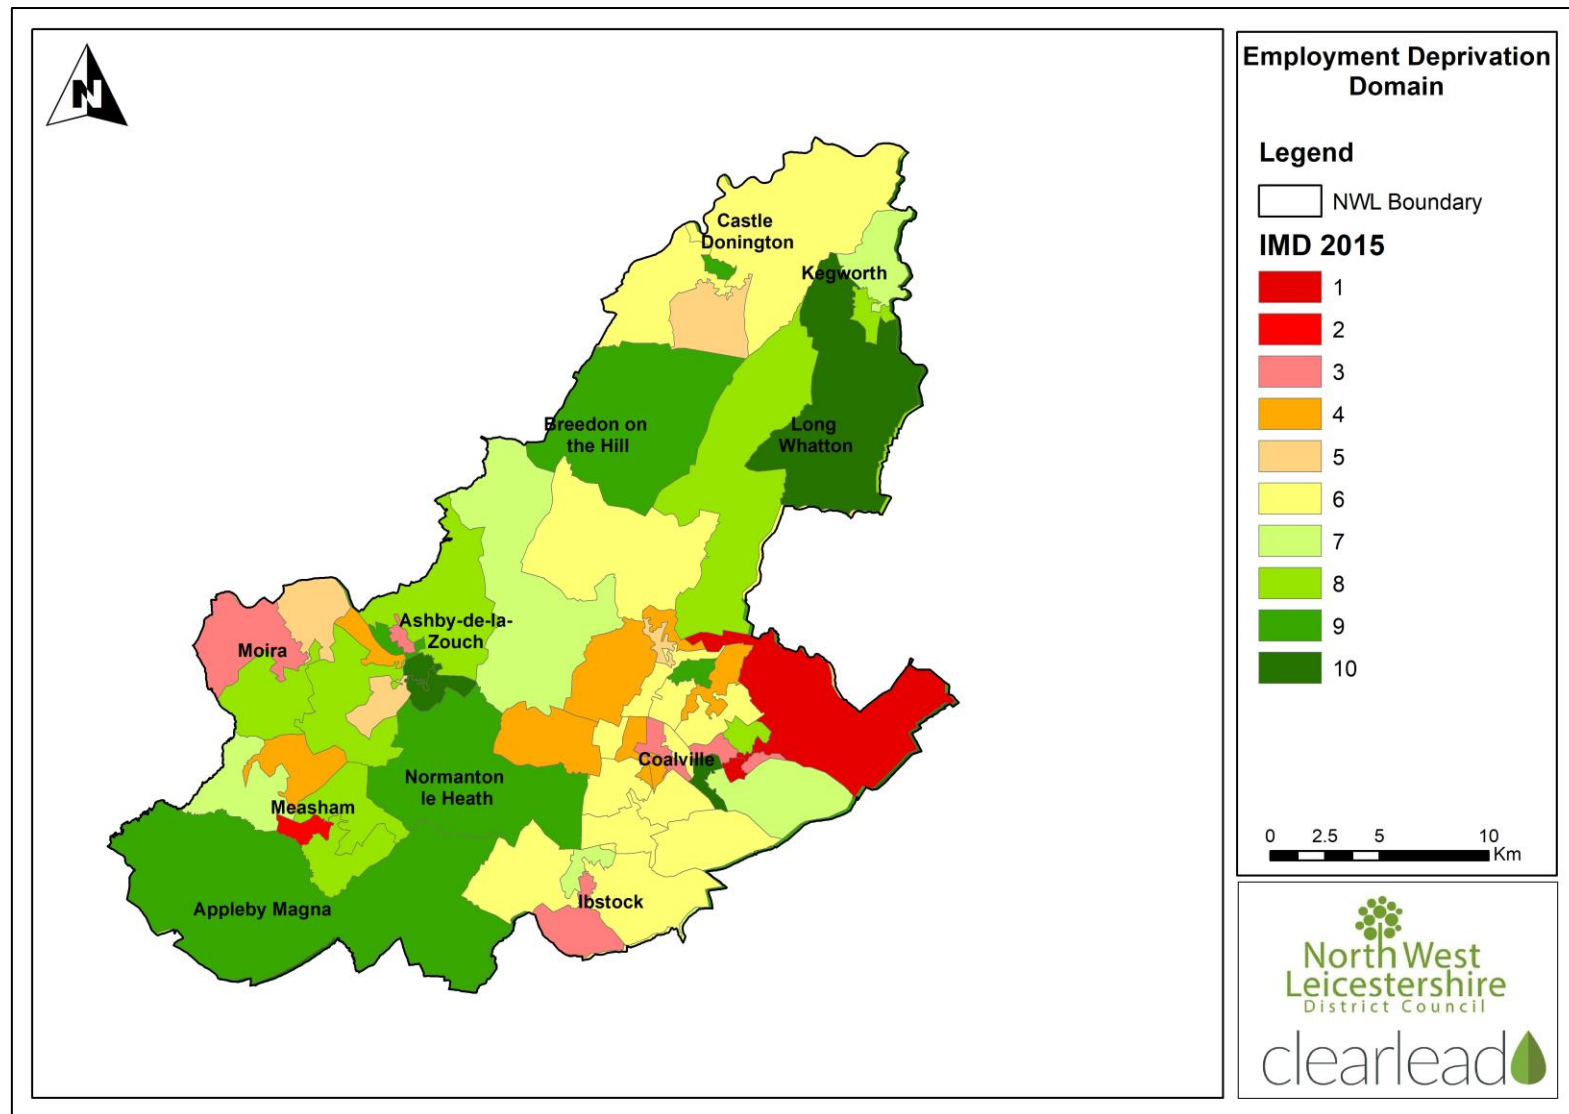 N
Castle
Donington
Kegworth
Breedon on
the Hill
Long
Whatton
Ashby-de-la-
Zouch
Moira
Coalville
Normanton
le Heath
Measham
Appleby Magna
Ibstock
Employment Deprivation
Domain
Legend
NWL Boundary
IMD 2015
1
2
3
4
5
6
7
8
9
10
0 2.5 5 10
Km
North West
Leicestershire
District Council
clearlead